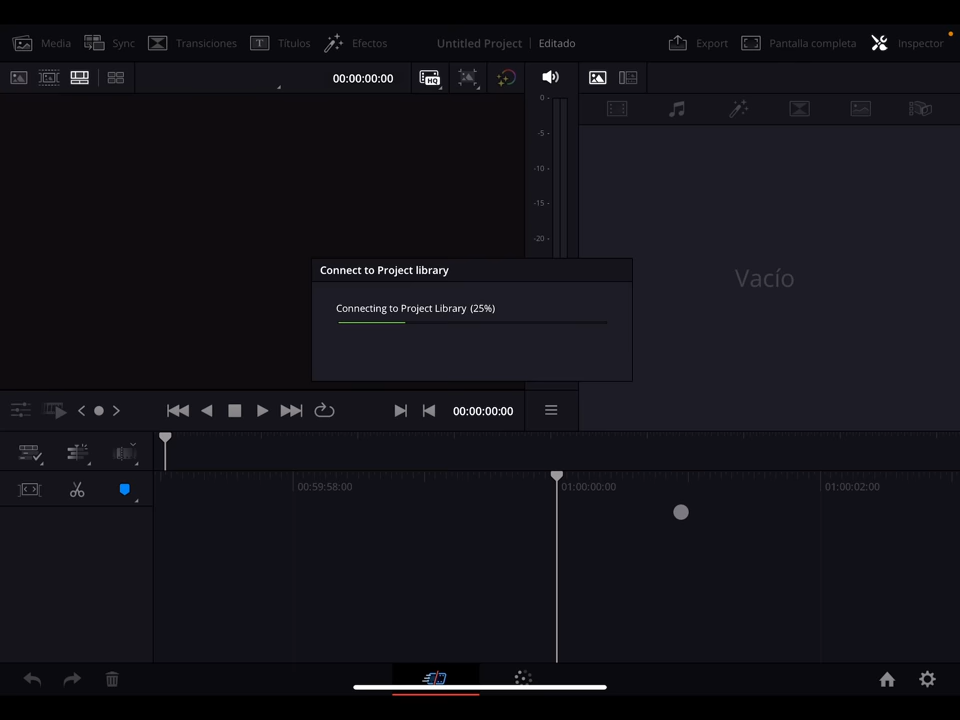 Media Sync Transiciones T Títulos Efectos Untitled Project Editado Export Pantalla completa Inspector
00:00:00:00 HQ
0
-5
-10
-15
-20
Vacío
Connect to Project library
Connecting to Project Library (25%)
00:00:00:00
00:59:58:00 01:00:00:00 01:00:02:00